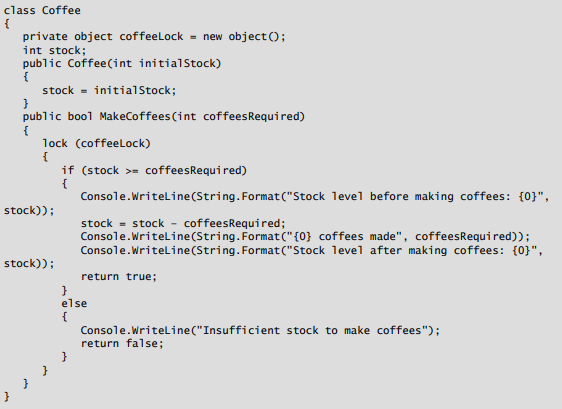 class Coffee
{
private object coffeeLock = new object();
int stock;
public Coffee(int initialStock)
{
stock = initialStock;
}
public bool MakeCoffees(int coffeesRequired)
{
lock (coffeeLock)
{
if (stock >= coffeesRequired)
{
Console.WriteLine(String.Format("Stock level before making coffees: {0}",
stock));
stock = stock - coffeesRequired;
Console.WriteLine(String.Format("{0} coffees made", coffeesRequired));
Console.WriteLine(String.Format("Stock level after making coffees: {0}",
stock));
return true;
}
else
{
Console.WriteLine("Insufficient stock to make coffees");
return false;
}
}
}
}